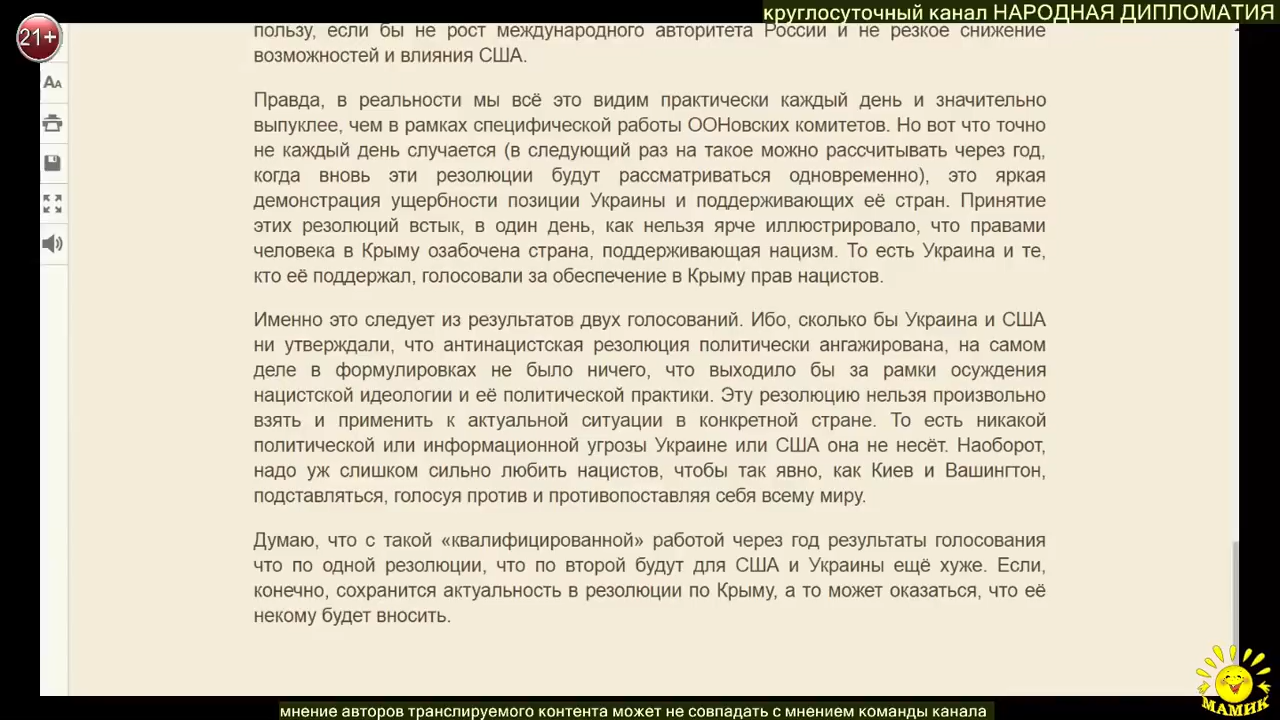 круглосуточный канал НАРОДНАЯ ДИПЛОМАТИЯ
21+
пользу, если бы не рост международного авторитета России и не резкое снижение
возможностей и влияния США.
AA
Правда, в реальности мы всё это видим практически каждый день и значительно
выпуклее, чем в рамках специфической работы ООНовских комитетов. Но вот что точно
не каждый день случается (в следующий раз на такое можно рассчитывать через год,
когда вновь эти резолюции будут рассматриваться одновременно), это яркая
демонстрация ущербности позиции Украины и поддерживающих её стран. Принятие
этих резолюций встык, в один день, как нельзя ярче иллюстрировало, что правами
человека в Крыму озабочена страна, поддерживающая нацизм. То есть Украина и те,
кто её поддержал, голосовали за обеспечение в Крыму прав нацистов.
Именно это следует из результатов двух голосований. Ибо, сколько бы Украина и США
ни утверждали, что антинацистская резолюция политически ангажирована, на самом
деле в формулировках не было ничего, что выходило бы за рамки осуждения
нацистской идеологии и её политической практики. Эту резолюцию нельзя произвольно
взять и применить к актуальной ситуации в конкретной стране. То есть никакой
политической или информационной угрозы Украине или США она не несёт. Наоборот,
надо уж слишком сильно любить нацистов, чтобы так явно, как Киев и Вашингтон,
подставляться, голосуя против и противопоставляя себя всему миру.
Думаю, что с такой «квалифицированной» работой через год результаты голосования
что по одной резолюции, что по второй будут для США и Украины ещё хуже. Если,
конечно, сохранится актуальность в резолюции по Крыму, а то может оказаться, что её
некому будет вносить.
МАМИК
мнение авторов транслируемого контента может не совпадать с мнением команды канала